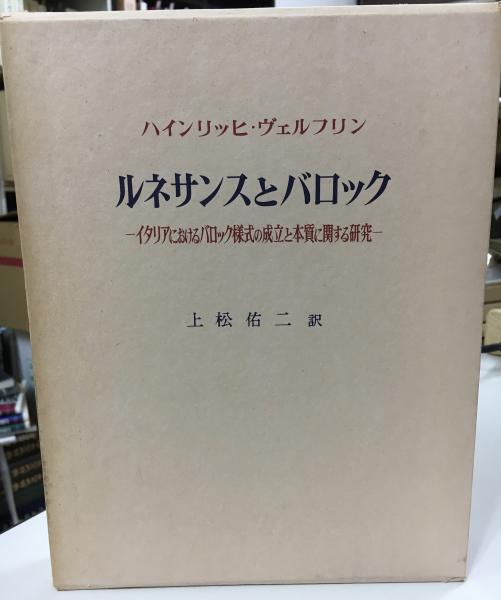 ハインリッヒ・ヴェルフリン
ルネサンスとバロック
―イタリアにおけるバロック様式の成立と本質に関する研究―
上松佑二 訳